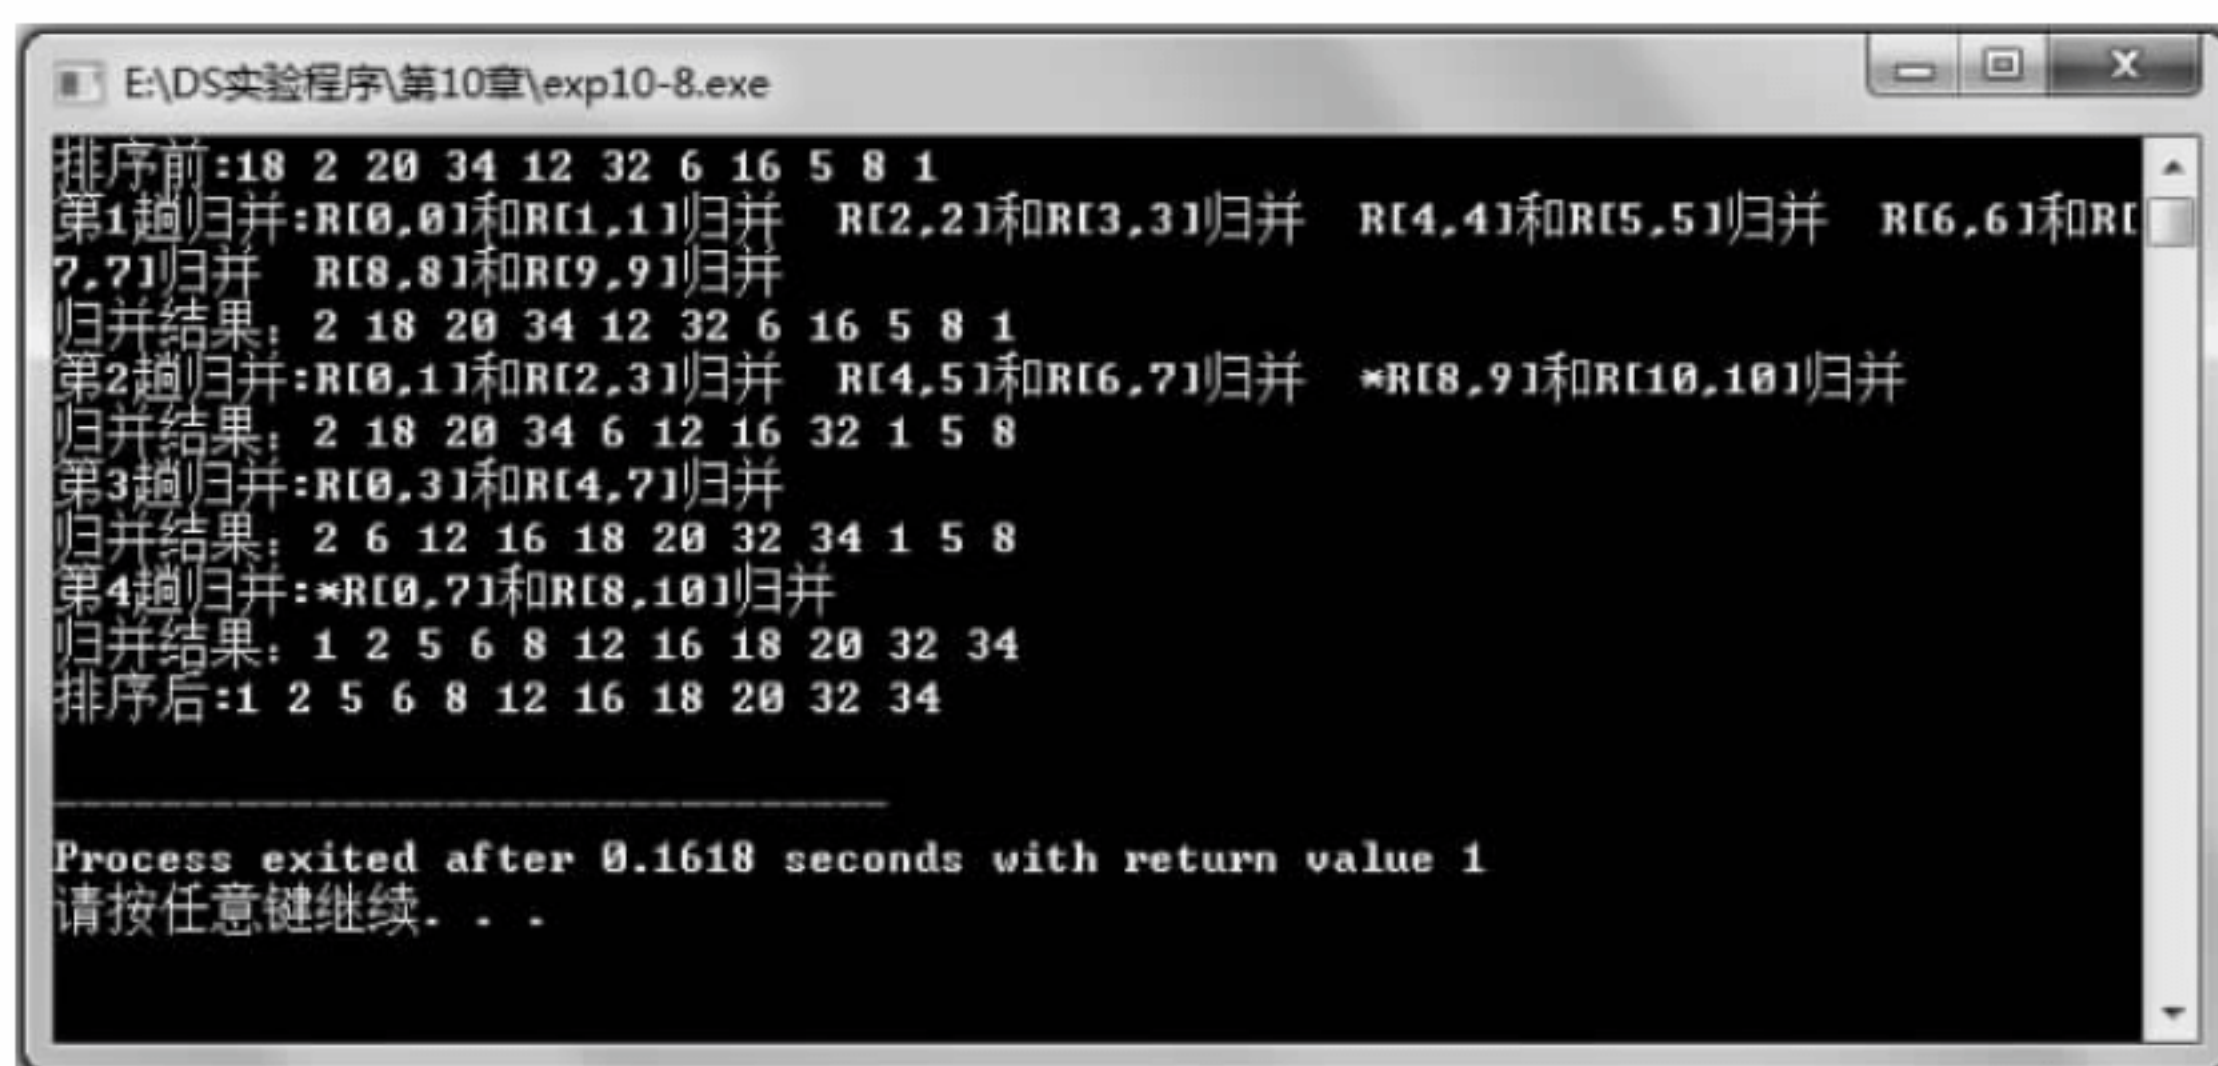 E:\DS实验程序\第10章\exp10-8.exe
排序前:18 2 20 34 12 32 6 16 5 8 1
第1趟归并:R[0,0]和R[1,1]归并  R[2,2]和R[3,3]归并  R[4,4]和R[5,5]归并  R[6,6]和R[
7,7]归并  R[8,8]和R[9,9]归并
归并结果: 2 18 20 34 12 32 6 16 5 8 1
第2趟归并:R[0,1]和R[2,3]归并  R[4,5]和R[6,7]归并  *R[8,9]和R[10,10]归并
归并结果: 2 18 20 34 6 12 16 32 1 5 8
第3趟归并:R[0,3]和R[4,7]归并
归并结果: 2 6 12 16 18 20 32 34 1 5 8
第4趟归并:*R[0,7]和R[8,10]归并
归并结果: 1 2 5 6 8 12 16 18 20 32 34
排序后:1 2 5 6 8 12 16 18 20 32 34
--------------------------------
Process exited after 0.1618 seconds with return value 1
请按任意键继续. . .